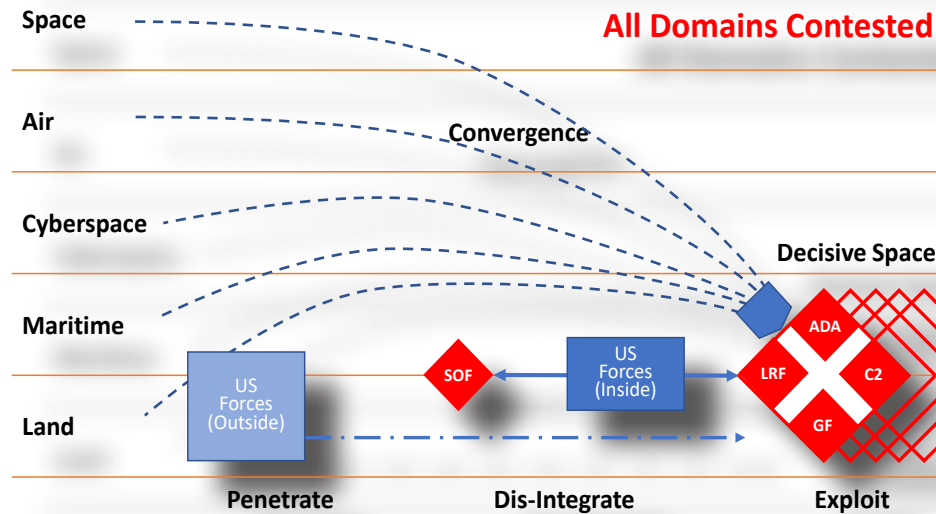 Space
All Domains Contested
Air
Convergence
Cyberspace
Decisive Space
Maritime
ADA
US
Forces
(Outside)
SOF
US
Forces
(Inside)
LRF
C2
Land
GF
Penetrate
Dis-Integrate
Exploit